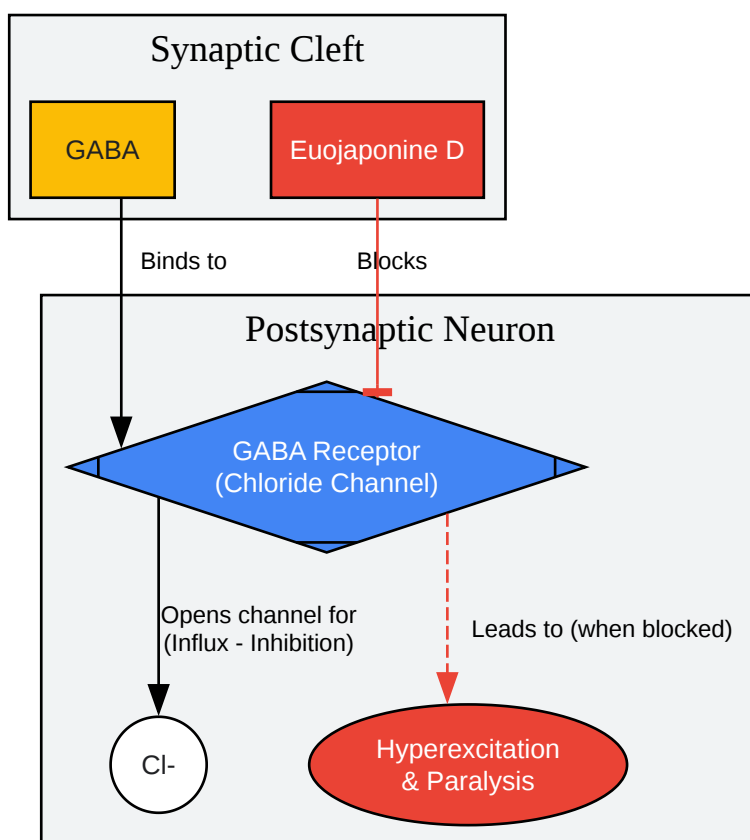 Synaptic Cleft
GABA
Euojaponine D
Binds to
Blocks
Postsynaptic Neuron
GABA Receptor
(Chloride Channel)
Opens channel for
(Influx - Inhibition)
Leads to (when blocked)
Cl-
Hyperexcitation
& Paralysis